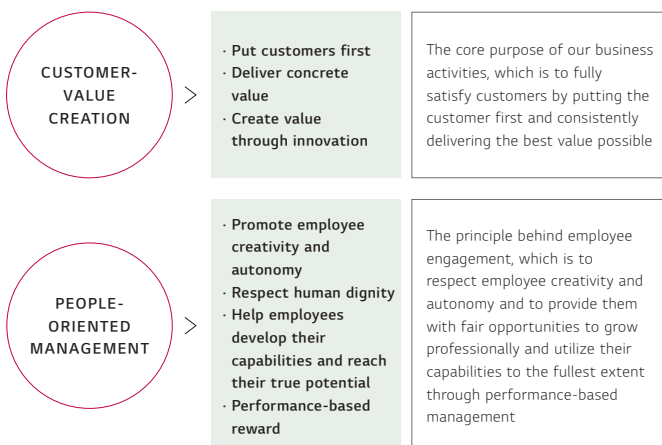 CUSTOMER-
VALUE
CREATION
· Put customers first
· Deliver concrete
value
· Create value
through innovation
The core purpose of our business
activities, which is to fully
satisfy customers by putting the
customer first and consistently
delivering the best value possible
PEOPLE-
ORIENTED
MANAGEMENT
· Promote employee
creativity and
autonomy
· Respect human dignity
· Help employees
develop their
capabilities and reach
their true potential
· Performance-based
reward
The principle behind employee
engagement, which is to
respect employee creativity and
autonomy and to provide them
with fair opportunities to grow
professionally and utilize their
capabilities to the fullest extent
through performance-based
management